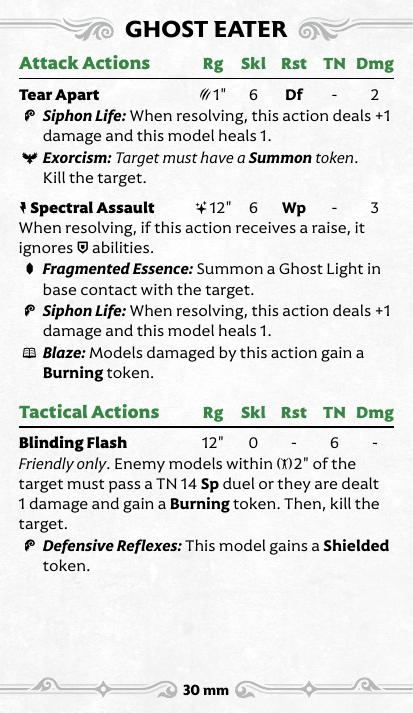 GHOST EATER
Attack Actions Rg Skl Rst TN Dmg
Tear Apart 1" 6 Df - 2
Siphon Life: When resolving, this action deals +1
damage and this model heals 1.
Exorcism: Target must have a Summon token.
Kill the target.
Spectral Assault 12" 6 Wp - 3
When resolving, if this action receives a raise, it
ignores abilities.
Fragmented Essence: Summon a Ghost Light in
base contact with the target.
Siphon Life: When resolving, this action deals +1
damage and this model heals 1.
Blaze: Models damaged by this action gain a
Burning token.
Tactical Actions Rg Skl Rst TN Dmg
Blinding Flash 12" 0 - 6 -
Friendly only. Enemy models within 2" of the
target must pass a TN 14 Sp duel or they are dealt
1 damage and gain a Burning token. Then, kill the
target.
Defensive Reflexes: This model gains a Shielded
token.
30 mm